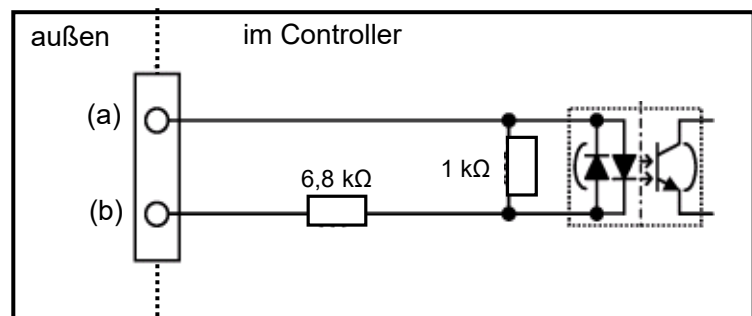 außen
im Controller
(a)
1 kΩ
6,8 kΩ
(b)